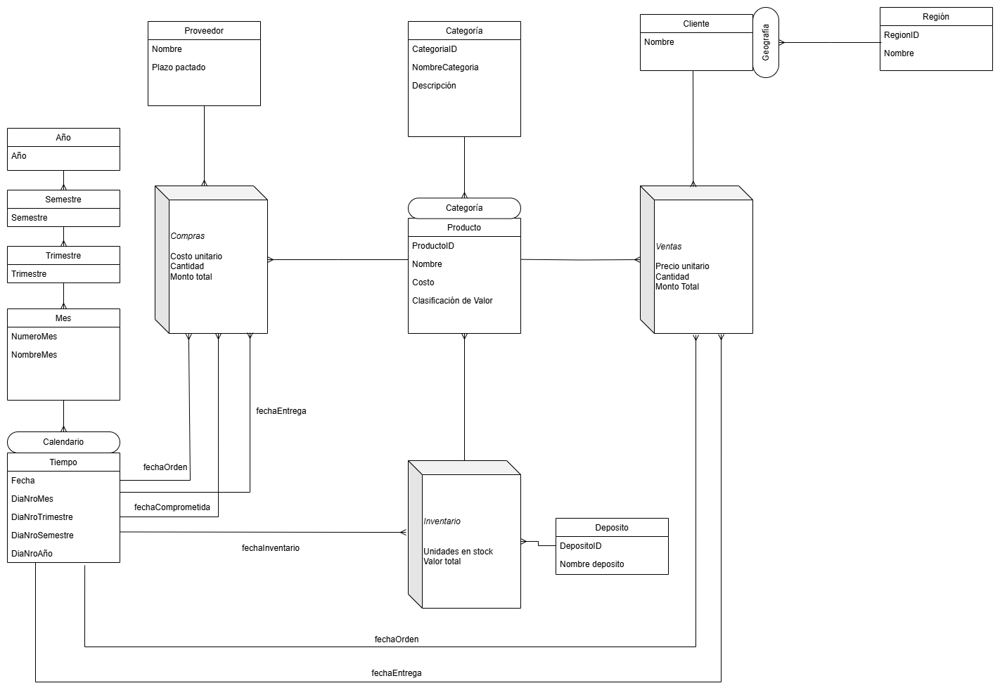 Proveedor
Nombre
Plazo pactado
Categoría
CategoriaID
NombreCategoria
Descripción
Cliente
Nombre
Geografía
Región
RegionID
Nombre
Año
Año
Semestre
Semestre
Trimestre
Trimestre
Mes
NumeroMes
NombreMes
Compras
Costo unitario
Cantidad
Monto total
Categoría
Producto
ProductoID
Nombre
Costo
Clasificación de Valor
Ventas
Precio unitario
Cantidad
Monto Total
fechaEntrega
Calendario
Tiempo
Fecha
DiaNroMes
DiaNroTrimestre
DiaNroSemestre
DiaNroAño
fechaOrden
fechaComprometida
fechaInventario
Inventario
Unidades en stock
Valor total
Deposito
DepositoID
Nombre deposito
fechaOrden
fechaEntrega